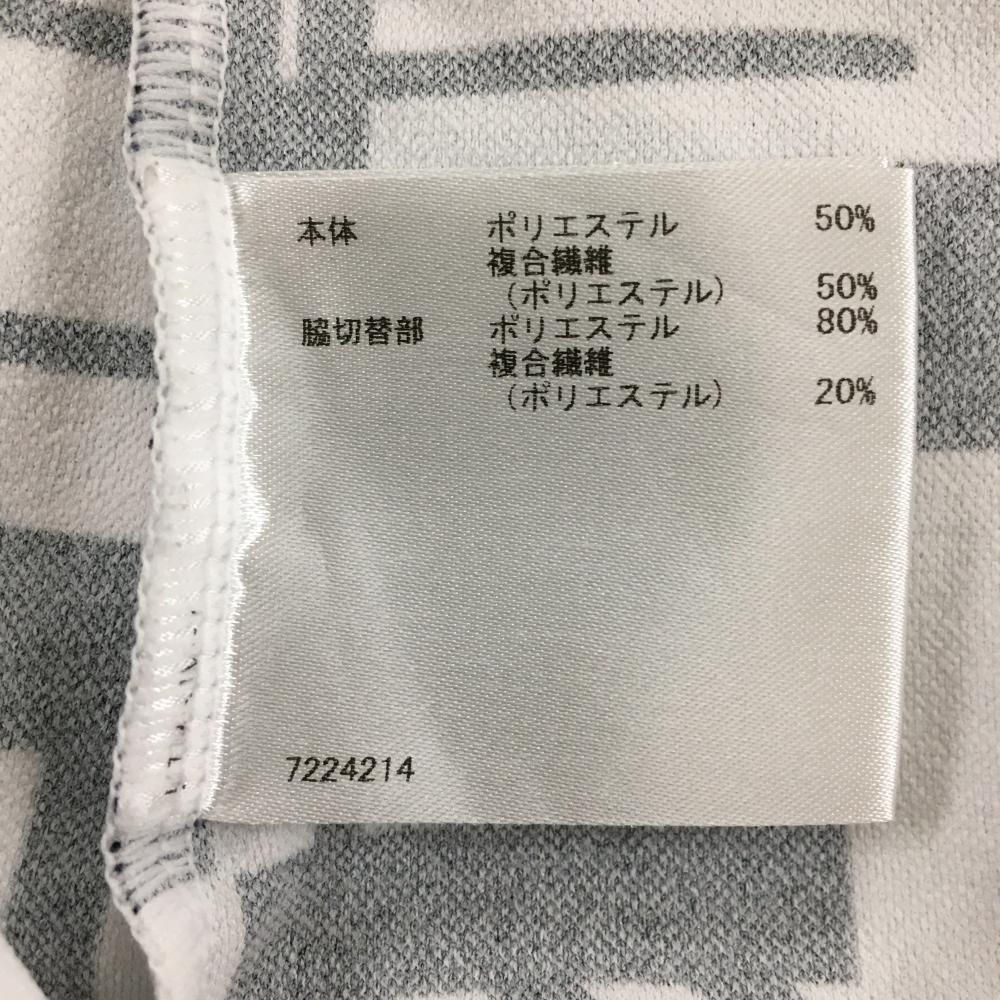 本体 ポリエステル 50%
複合繊維
(ポリエステル) 50%
脇切替部 ポリエステル 80%
複合繊維
(ポリエステル) 20%
7224214